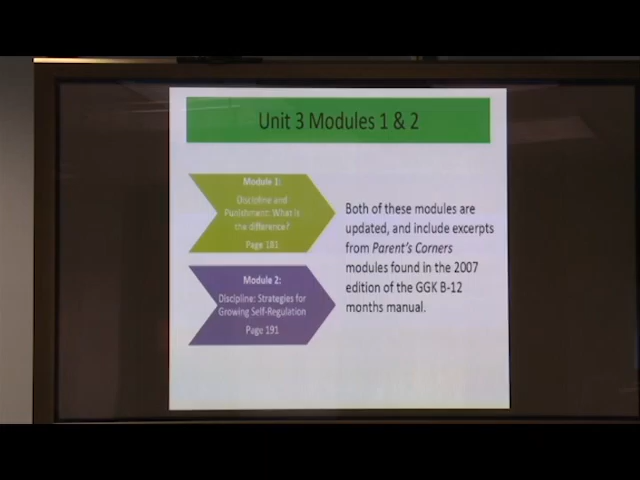 Unit 3 Modules 1 & 2
Module 1:
Discipline and
Punishment: What is
the difference?
Page 181
Module 2:
Discipline: Strategies for
Growing Self-Regulation
Page 191
Both of these modules are
updated, and include excerpts
from Parent's Corners
modules found in the 2007
edition of the GGK B-12
months manual.